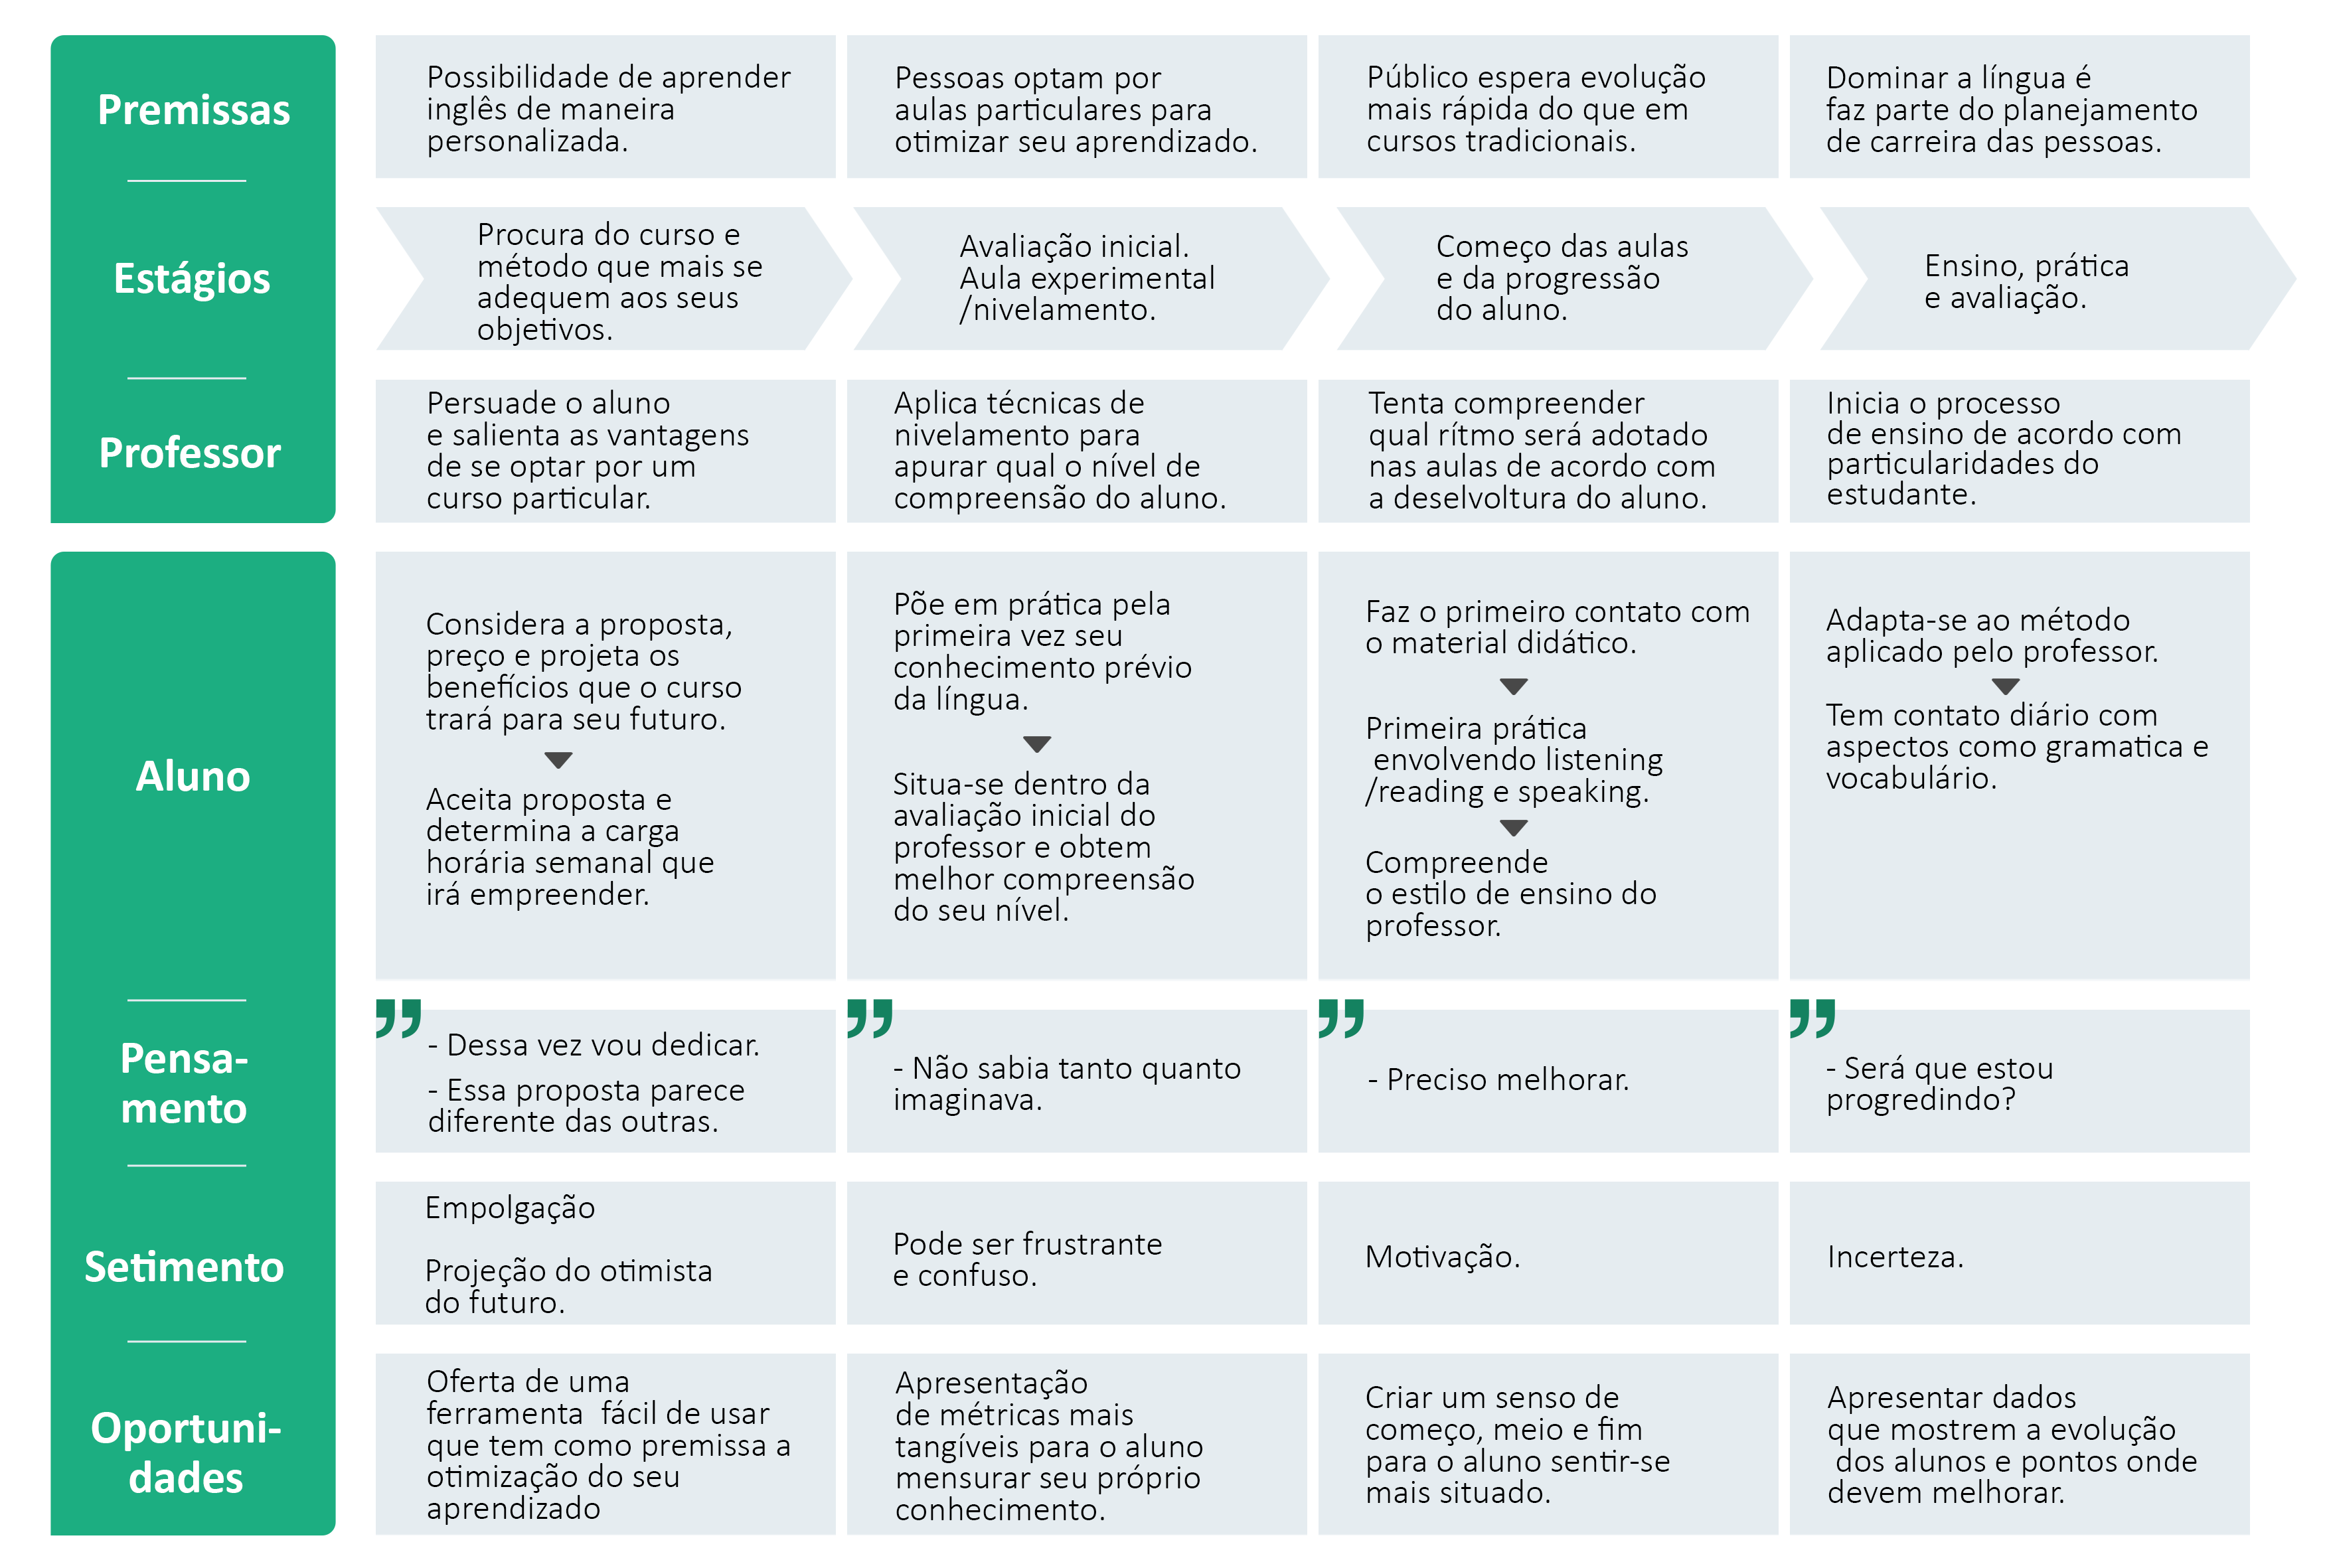 Premissas
Possibilidade de aprender
inglês de maneira
personalizada.
Pessoas optam por
aulas particulares para
otimizar seu aprendizado.
Público espera evolução
mais rápida do que em
cursos tradicionais.
Dominar a língua é
faz parte do planejamento
de carreira das pessoas.
Estágios
Procura do curso e
método que mais se
adequem aos seus
objetivos.
Avaliação inicial.
Aula experimental
/nivelamento.
Começo das aulas
e da progressão
do aluno.
Ensino, prática
e avaliação.
Professor
Persuade o aluno
e salienta as vantagens
de se optar por um
curso particular.
Aplica técnicas de
nivelamento para
apurar qual o nível de
compreensão do aluno.
Tenta compreender
qual rítmo será adotado
nas aulas de acordo com
a deselvoltura do aluno.
Inicia o processo
de ensino de acordo com
particularidades do
estudante.
Aluno
Considera a proposta,
preço e projeta os
benefícios que o curso
trará para seu futuro.
Aceita proposta e
determina a carga
horária semanal que
irá empreender.
Põe em prática pela
primeira vez seu
conhecimento prévio
da língua.
Situa-se dentro da
avaliação inicial do
professor e obtem
melhor compreensão
do seu nível.
Faz o primeiro contato com
o material didático.
Primeira prática
envolvendo listening
/reading e speaking.
Compreende
o estilo de ensino do
professor.
Adapta-se ao método
aplicado pelo professor.
Tem contato diário com
aspectos como gramatica e
vocabulário.
Pensa-
mento
”
- Dessa vez vou dedicar.
- Essa proposta parece
diferente das outras.
”
- Não sabia tanto quanto
imaginava.
”
- Preciso melhorar.
”
- Será que estou
progredindo?
Setimento
Empolgação
Projeção do otimista
do futuro.
Pode ser frustrante
e confuso.
Motivação.
Incerteza.
Oportuni-
dades
Oferta de uma
ferramenta  fácil de usar
que tem como premissa a
otimização do seu
aprendizado
Apresentação
de métricas mais
tangíveis para o aluno
mensurar seu próprio
conhecimento.
Criar um senso de
começo, meio e fim
para o aluno sentir-se
mais situado.
Apresentar dados
que mostrem a evolução
dos alunos e pontos onde
devem melhorar.